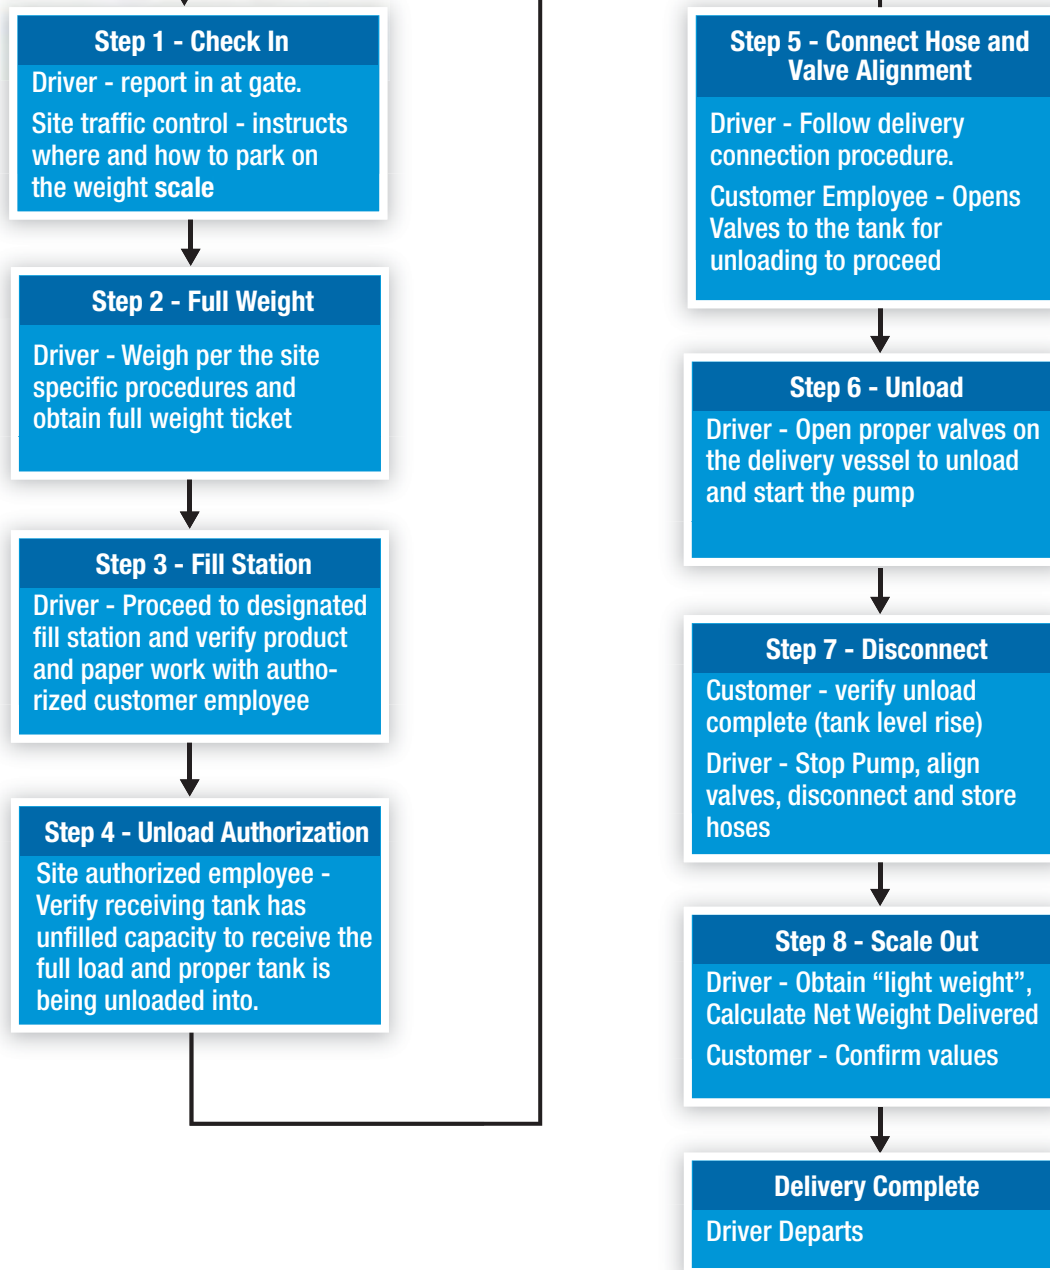 Step 1 - Check In
Driver - report in at gate.
Site traffic control - instructs
where and how to park on
the weight scale
Step 2 - Full Weight
Driver - Weigh per the site
specific procedures and
obtain full weight ticket
Step 3 - Fill Station
Driver - Proceed to designated
fill station and verify product
and paper work with autho-
rized customer employee
Step 4 - Unload Authorization
Site authorized employee -
Verify receiving tank has
unfilled capacity to receive the
full load and proper tank is
being unloaded into.
Step 5 - Connect Hose and
Valve Alignment
Driver - Follow delivery
connection procedure.
Customer Employee - Opens
Valves to the tank for
unloading to proceed
Step 6 - Unload
Driver - Open proper valves on
the delivery vessel to unload
and start the pump
Step 7 - Disconnect
Customer - verify unload
complete (tank level rise)
Driver - Stop Pump, align
valves, disconnect and store
hoses
Step 8 - Scale Out
Driver - Obtain “light weight”,
Calculate Net Weight Delivered
Customer - Confirm values
Delivery Complete
Driver Departs